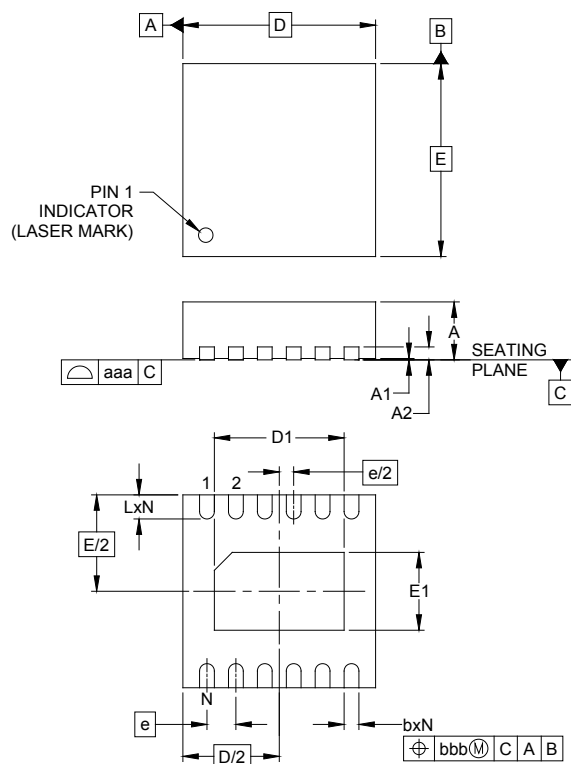 A
D
B
E
PIN 1
INDICATOR
(LASER MARK)
A
SEATING
PLANE
aaa C
A1
A2
C
D1
1 2
e/2
LxN
E/2
E1
N
e
bxN
D/2
bbbⓂ C A B